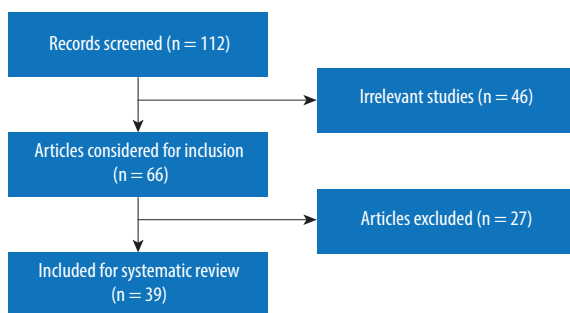 Records screened (n = 112)
Irrelevant studies (n = 46)
Articles considered for inclusion
(n = 66)
Articles excluded (n = 27)
Included for systematic review
(n = 39)